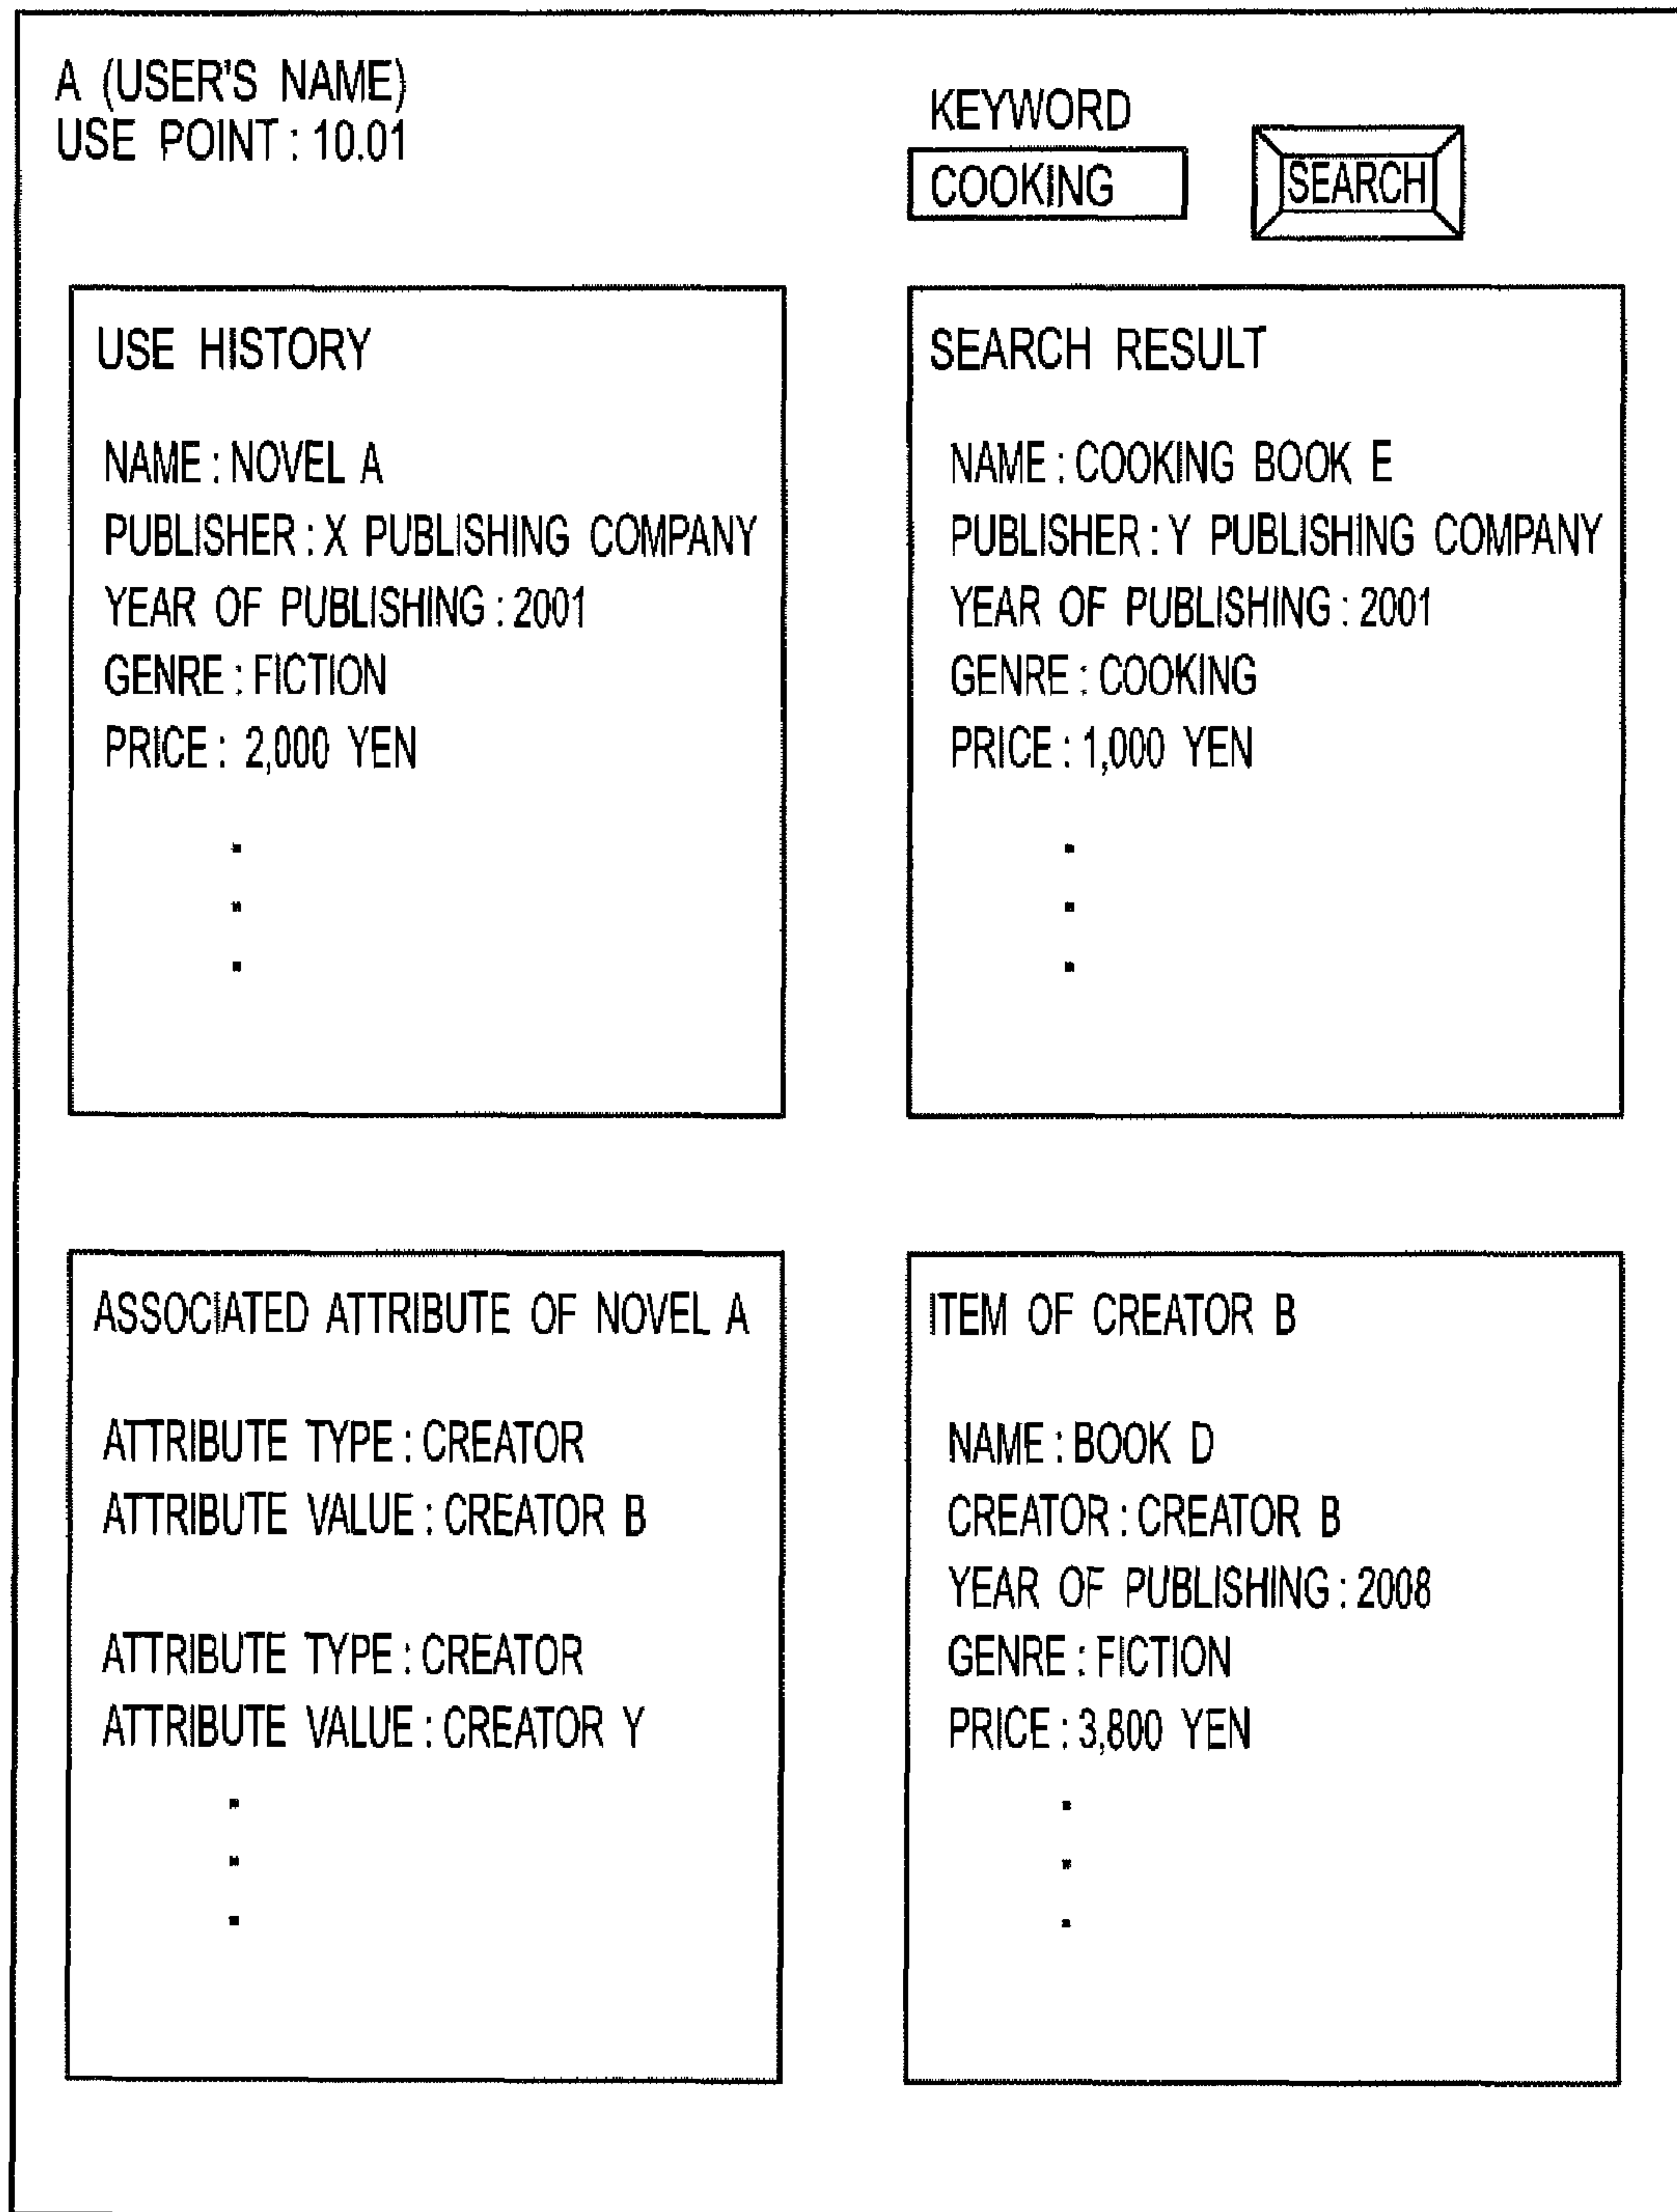 A (USER'S NAME)
USE POINT : 10.01
KEYWORD
COOKING
SEARCH
USE HISTORY
NAME : NOVEL A
PUBLISHER : X PUBLISHING COMPANY
YEAR OF PUBLISHING : 2001
GENRE : FICTION
PRICE : 2,000 YEN
SEARCH RESULT
NAME : COOKING BOOK E
PUBLISHER : Y PUBLISHING COMPANY
YEAR OF PUBLISHING : 2001
GENRE : COOKING
PRICE : 1,000 YEN
ASSOCIATED ATTRIBUTE OF NOVEL A
ATTRIBUTE TYPE : CREATOR
ATTRIBUTE VALUE : CREATOR B
ATTRIBUTE TYPE : CREATOR
ATTRIBUTE VALUE : CREATOR Y
ITEM OF CREATOR B
NAME : BOOK D
CREATOR : CREATOR B
YEAR OF PUBLISHING : 2008
GENRE : FICTION
PRICE : 3,800 YEN